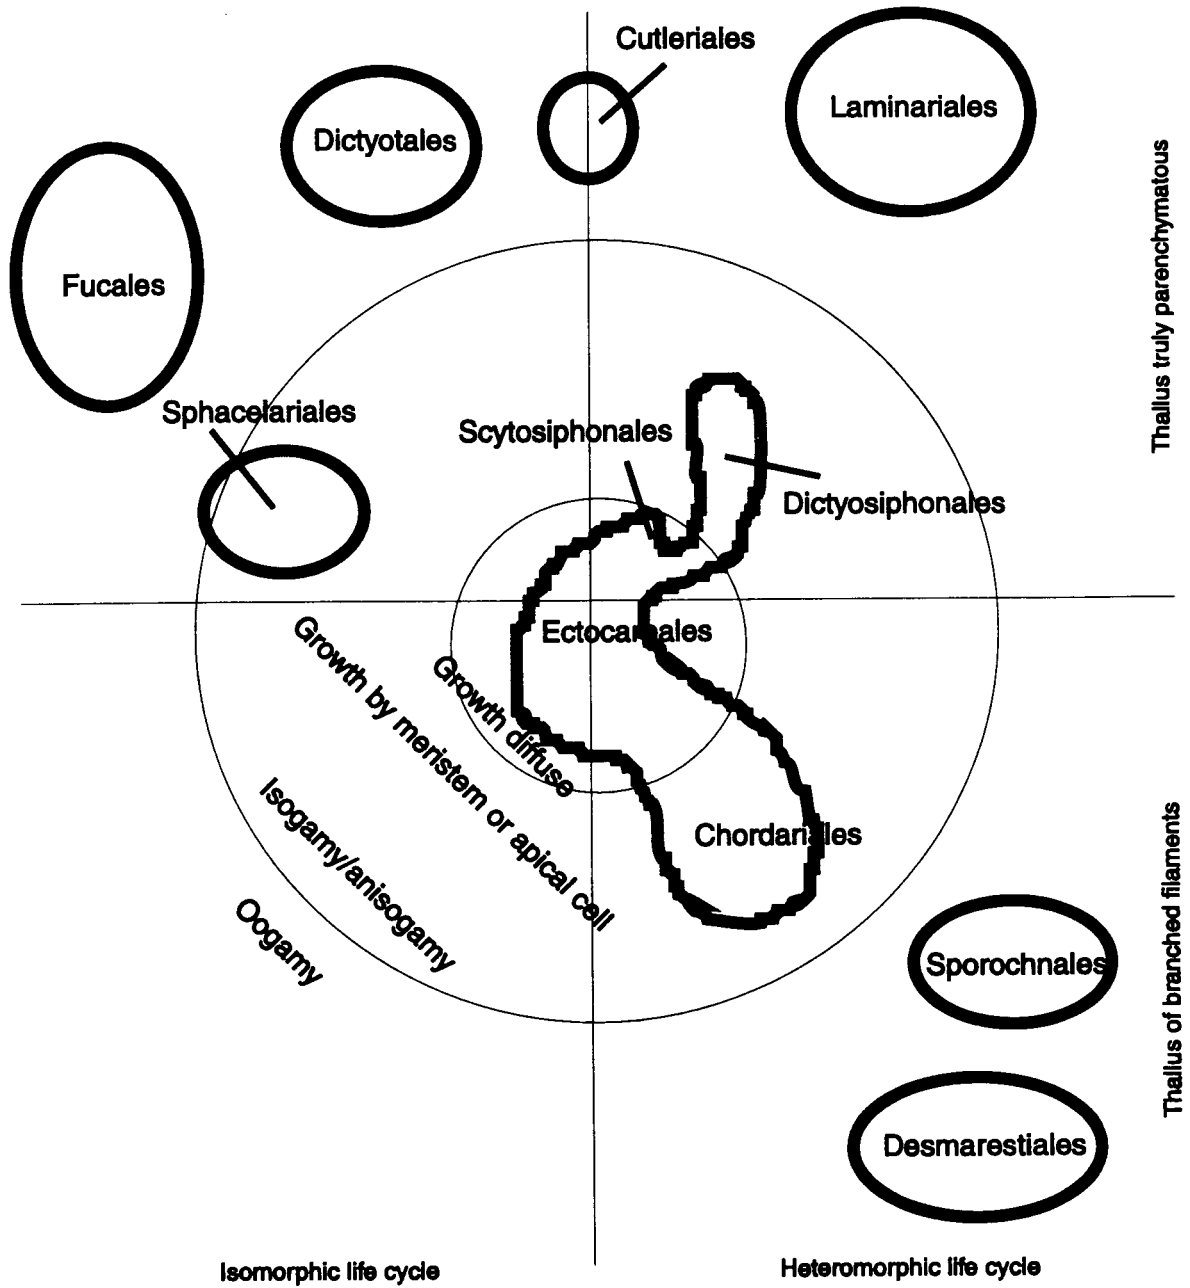 Cutleriales
Laminariales
Dictyotales
Fucales
Thallus truly parenchymatous
Sphacelariales
Scytosiphonales
Dictyosiphonales
Ectocarpales
Growth diffuse
Growth by meristem or apical cell
Isogamy/anisogamy
Oogamy
Chordariales
Thallus of branched filaments
Sporochnales
Desmarestiales
Isomorphic life cycle
Heteromorphic life cycle